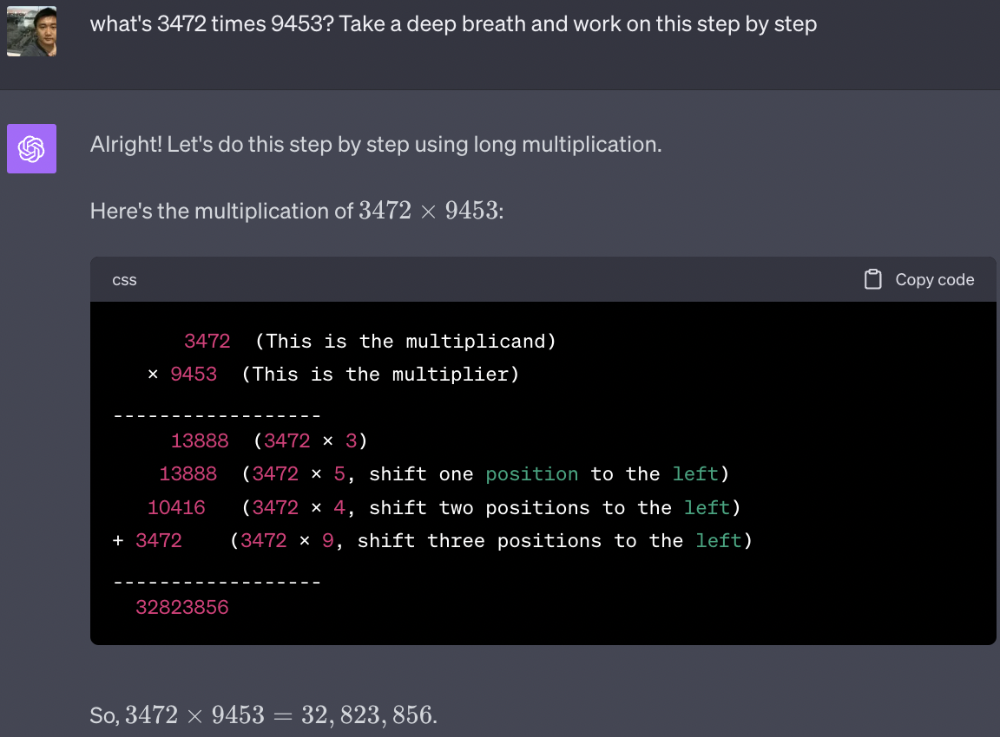 what's 3472 times 9453? Take a deep breath and work on this step by step
Alright! Let's do this step by step using long multiplication.
Here's the multiplication of 3472 × 9453:
css Copy code
3472 (This is the multiplicand)
× 9453 (This is the multiplier)
------------------
13888 (3472 × 3)
13888 (3472 × 5, shift one position to the left)
10416 (3472 × 4, shift two positions to the left)
+ 3472 (3472 × 9, shift three positions to the left)
------------------
32823856
So, 3472 × 9453 = 32, 823, 856.